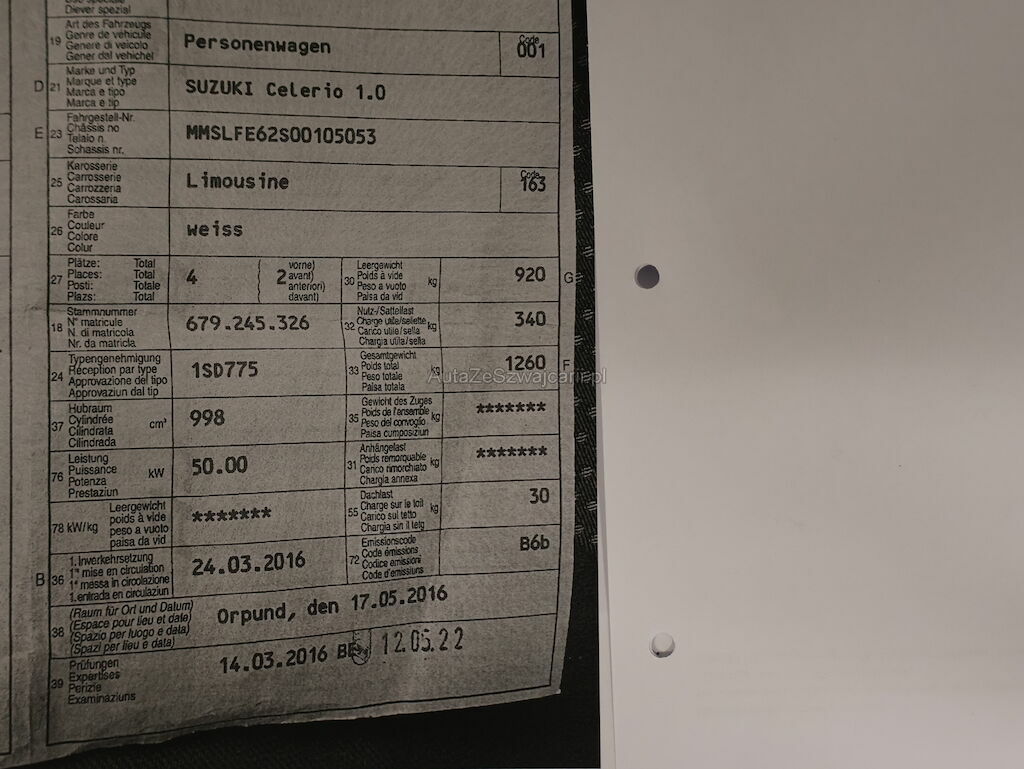 Diever spezial
19 Art des Fahrzeugs
Genre de véhicule
Genere di veicolo
Gener dal vehichel
Personenwagen
Code
001
D 21 Marke und Typ
Marque et type
Marca e tipo
Marca e tip
SUZUKI Celerio 1.0
E 23 Fahrgestell-Nr.
Châssis no
Telaio n.
Schassis nr.
MMSLFE62S00105053
25 Karosserie
Carrosserie
Carrozzeria
Carossaria
Limousine
Code
163
26 Farbe
Couleur
Colore
Colur
weiss
27 Plätze: Total
Places: Total
Posti: Totale
Plazs: Total
4
2 vorne)
avant)
anteriori)
davant)
30 Leergewicht
Poids à vide
Peso a vuoto
Paisa da vid
kg
920
G
18 Stammnummer
N° matricule
N. di matricola
Nr. da matricla
679.245.326
32 Nutz-/Sattellast
Charge utile/sellette
Carico utile/sella
Chargia utila/sella
kg
340
24 Typengenehmigung
Réception par type
Approvazione del tipo
Approvaziun dal tip
1SD775
33 Gesamtgewicht
Poids total
Peso totale
Paisa totala
kg
1260
F
AutaZeSzwajcarii.pl
37 Hubraum
Cylindrée
Cilindrata
Cilindrada
cm³
998
35 Gewicht des Zuges
Poids de l'ensemble
Peso del convoglio
Paisa cumposiziun
kg
*******
76 Leistung
Puissance
Potenza
Prestaziun
kW
50.00
31 Anhängelast
Poids remorquable
Carico rimorchiato
Chargia annexa
kg
*******
78 kW/kg Leergewicht
poids à vide
peso a vuoto
paisa da vid
*******
55 Dachlast
Charge sur le toit
Carico sul tetto
Chargia sin il tetg
kg
30
B 36 1. Inverkehrsetzung
1re mise en circulation
1a messa in circolazione
1. entrada en circulaziun
24.03.2016
72 Emissionscode
Code émissions
Codice emissioni
Code d'emissiuns
B6b
38 (Raum für Ort und Datum)
(Espace pour lieu et date)
(Spazio per luogo e data)
(Spazi per lieu e data)
Orpund, den 17.05.2016
39 Prüfungen
Expertises
Perizie
Examinaziuns
14.03.2016 BE
12.05.22